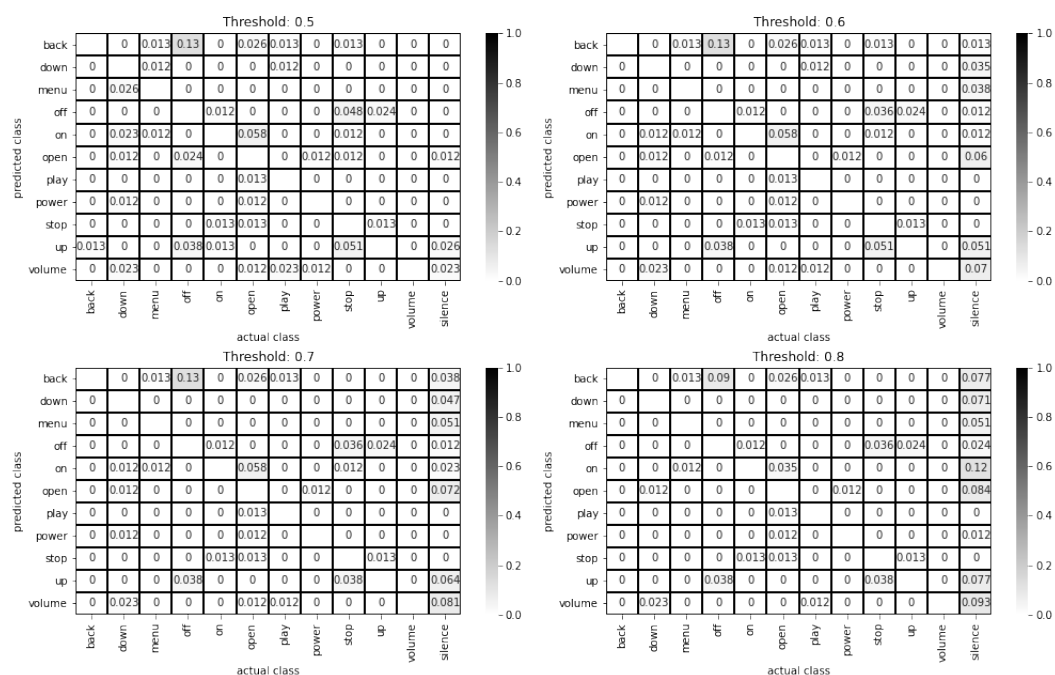 Threshold: 0.5
back 0 0.013 0.13 0 0.026 0.013 0 0.013 0 0 0
down 0 0.012 0 0 0 0.012 0 0 0 0 0
menu 0 0.026 0 0 0 0 0 0 0 0 0
off 0 0 0 0.012 0 0 0 0.048 0.024 0 0
on 0 0.023 0.012 0 0.058 0 0 0.012 0 0 0
open 0 0.012 0 0.024 0 0 0.012 0.012 0 0 0.012
play 0 0 0 0 0 0.013 0 0 0 0 0
power 0 0.012 0 0 0 0.012 0 0 0 0 0
stop 0 0 0 0 0.013 0.013 0 0 0.013 0 0
up 0.013 0 0 0.038 0.013 0 0 0 0.051 0 0.026
volume 0 0.023 0 0 0 0.012 0.023 0.012 0 0 0.023
back down menu off on open play power stop up volume silence
predicted class
actual class
1.0
0.8
0.6
0.4
0.2
0.0
Threshold: 0.6
back 0 0.013 0.13 0 0.026 0.013 0 0.013 0 0 0.013
down 0 0 0 0 0 0.012 0 0 0 0 0.035
menu 0 0 0 0 0 0 0 0 0 0 0.038
off 0 0 0 0.012 0 0 0 0.036 0.024 0 0.012
on 0 0.012 0.012 0 0.058 0 0 0.012 0 0 0.012
open 0 0.012 0 0.012 0 0 0.012 0 0 0 0.06
play 0 0 0 0 0 0.013 0 0 0 0 0
power 0 0.012 0 0 0 0.012 0 0 0 0 0
stop 0 0 0 0 0.013 0.013 0 0 0.013 0 0
up 0 0 0 0.038 0 0 0 0 0.051 0 0.051
volume 0 0.023 0 0 0 0.012 0.012 0 0 0 0.07
back down menu off on open play power stop up volume silence
predicted class
actual class
1.0
0.8
0.6
0.4
0.2
0.0
Threshold: 0.7
back 0 0.013 0.13 0 0.026 0.013 0 0 0 0 0.038
down 0 0 0 0 0 0 0 0 0 0 0.047
menu 0 0 0 0 0 0 0 0 0 0 0.051
off 0 0 0 0.012 0 0 0 0.036 0.024 0 0.012
on 0 0.012 0.012 0 0.058 0 0 0.012 0 0 0.023
open 0 0.012 0 0 0 0 0.012 0 0 0 0.072
play 0 0 0 0 0 0.013 0 0 0 0 0
power 0 0.012 0 0 0 0.012 0 0 0 0 0
stop 0 0 0 0 0.013 0.013 0 0 0.013 0 0
up 0 0 0 0.038 0 0 0 0 0.038 0 0.064
volume 0 0.023 0 0 0 0.012 0.012 0 0 0 0.081
back down menu off on open play power stop up volume silence
predicted class
actual class
1.0
0.8
0.6
0.4
0.2
0.0
Threshold: 0.8
back 0 0.013 0.09 0 0.026 0.013 0 0 0 0 0.077
down 0 0 0 0 0 0 0 0 0 0 0.071
menu 0 0 0 0 0 0 0 0 0 0 0.051
off 0 0 0 0.012 0 0 0 0.036 0.024 0 0.024
on 0 0 0.012 0 0.035 0 0 0 0 0 0.12
open 0 0.012 0 0 0 0 0.012 0 0 0 0.084
play 0 0 0 0 0 0.013 0 0 0 0 0
power 0 0 0 0 0 0.012 0 0 0 0 0.012
stop 0 0 0 0 0.013 0.013 0 0 0.013 0 0
up 0 0 0 0.038 0 0 0 0 0.038 0 0.077
volume 0 0.023 0 0 0 0 0.012 0 0 0 0.093
back down menu off on open play power stop up volume silence
predicted class
actual class
1.0
0.8
0.6
0.4
0.2
0.0